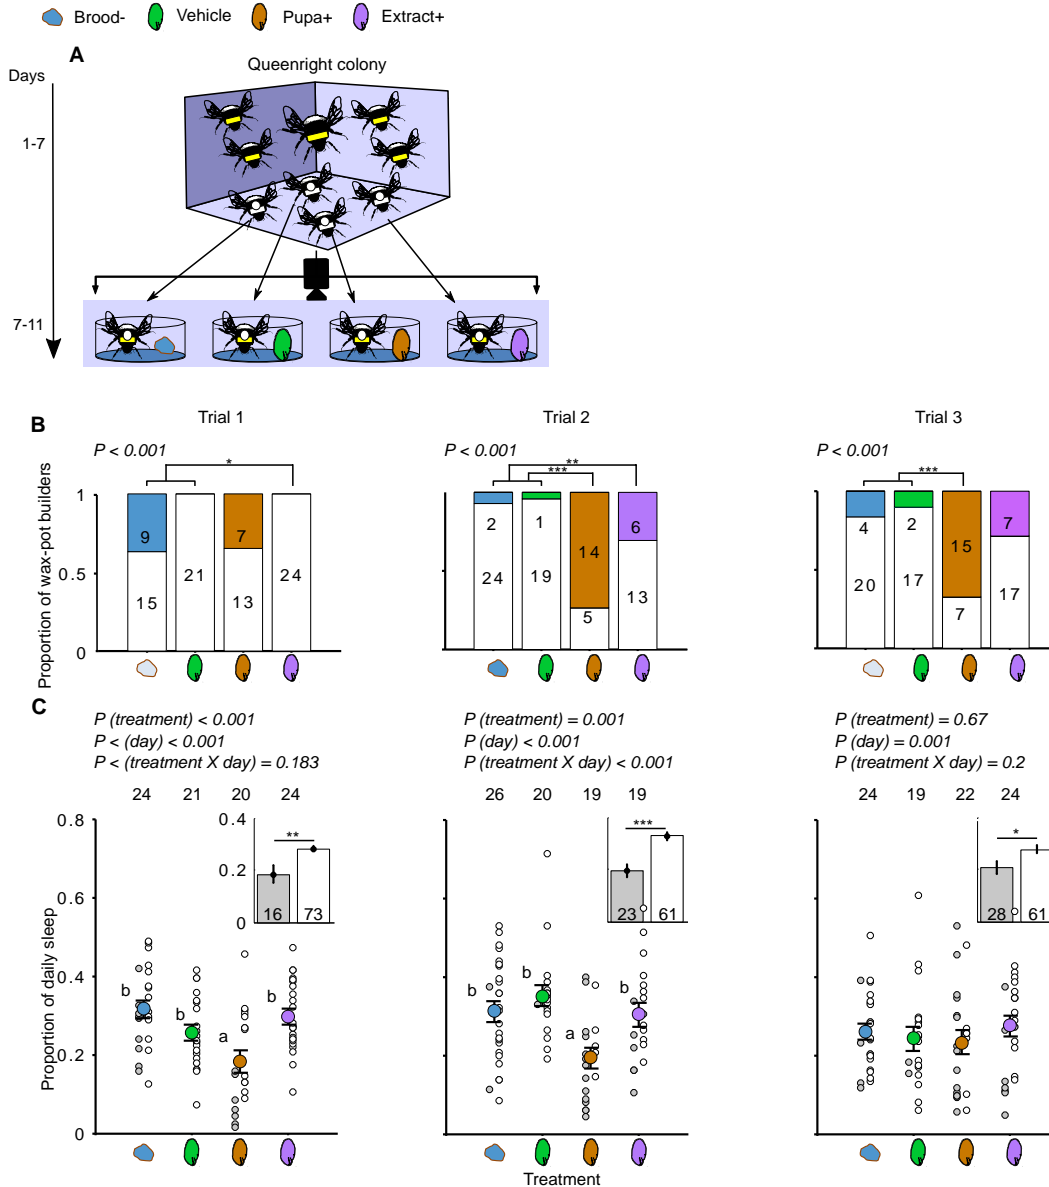 Brood- Vehicle Pupa+ Extract+
A
Queenright colony
Days
1-7
7-11
B
Trial 1 Trial 2 Trial 3
P < 0.001 P < 0.001 P < 0.001
* *** ** ***
Proportion of wax-pot builders
1
0.5
0
9 15 21 7 13 24
2 24 1 19 14 5 6 13
4 20 2 17 15 7 7 17
C
P (treatment) < 0.001
P < (day) < 0.001
P < (treatment X day) = 0.183
P (treatment) = 0.001
P (day) < 0.001
P (treatment X day) < 0.001
P (treatment) = 0.67
P (day) = 0.001
P (treatment X day) = 0.2
24 21 20 24
26 20 19 19
24 19 22 24
Proportion of daily sleep
0.8
0.6
0.4
0.2
0
0.4
0.2
0
**
16 73
***
23 61
*
28 61
b b a b
b b a b
Treatment